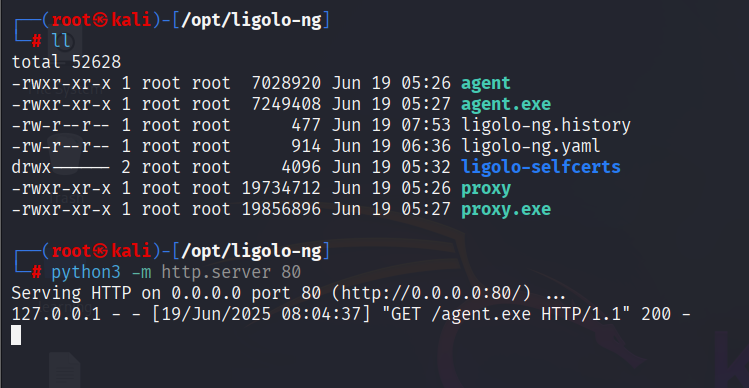 ┌──(root㉿kali)-[/opt/ligolo-ng]
└─# ll
total 52628
-rwxr-xr-x 1 root root  7028920 Jun 19 05:26 agent
-rwxr-xr-x 1 root root  7249408 Jun 19 05:27 agent.exe
-rw-r--r-- 1 root root      477 Jun 19 07:53 ligolo-ng.history
-rw-r--r-- 1 root root      914 Jun 19 06:36 ligolo-ng.yaml
drwx------ 2 root root     4096 Jun 19 05:32 ligolo-selfcerts
-rwxr-xr-x 1 root root 19734712 Jun 19 05:26 proxy
-rwxr-xr-x 1 root root 19856896 Jun 19 05:27 proxy.exe
┌──(root㉿kali)-[/opt/ligolo-ng]
└─# python3 -m http.server 80
Serving HTTP on 0.0.0.0 port 80 (http://0.0.0.0:80/) ...
127.0.0.1 - - [19/Jun/2025 08:04:37] "GET /agent.exe HTTP/1.1" 200 -